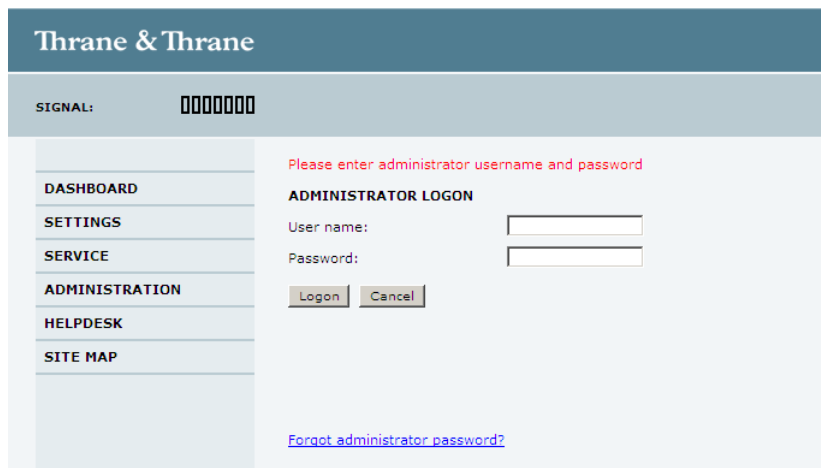 Thrane & Thrane
SIGNAL:
Please enter administrator username and password
DASHBOARD
ADMINISTRATOR LOGON
SETTINGS
User name:
SERVICE
Password:
ADMINISTRATION
Logon Cancel
HELPDESK
SITE MAP
Forgot administrator password?